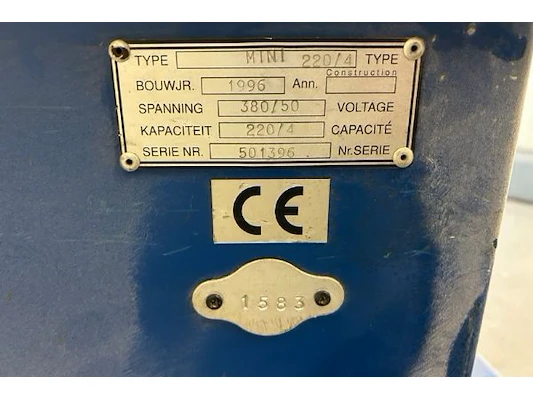 TYPE MINI 220/4 TYPE
BOUWJR. 1996 Ann. Construction
SPANNING 380/50 VOLTAGE
KAPACITEIT 220/4 CAPACITÉ
SERIE NR. 501396 Nr. SERIE
CE
1583